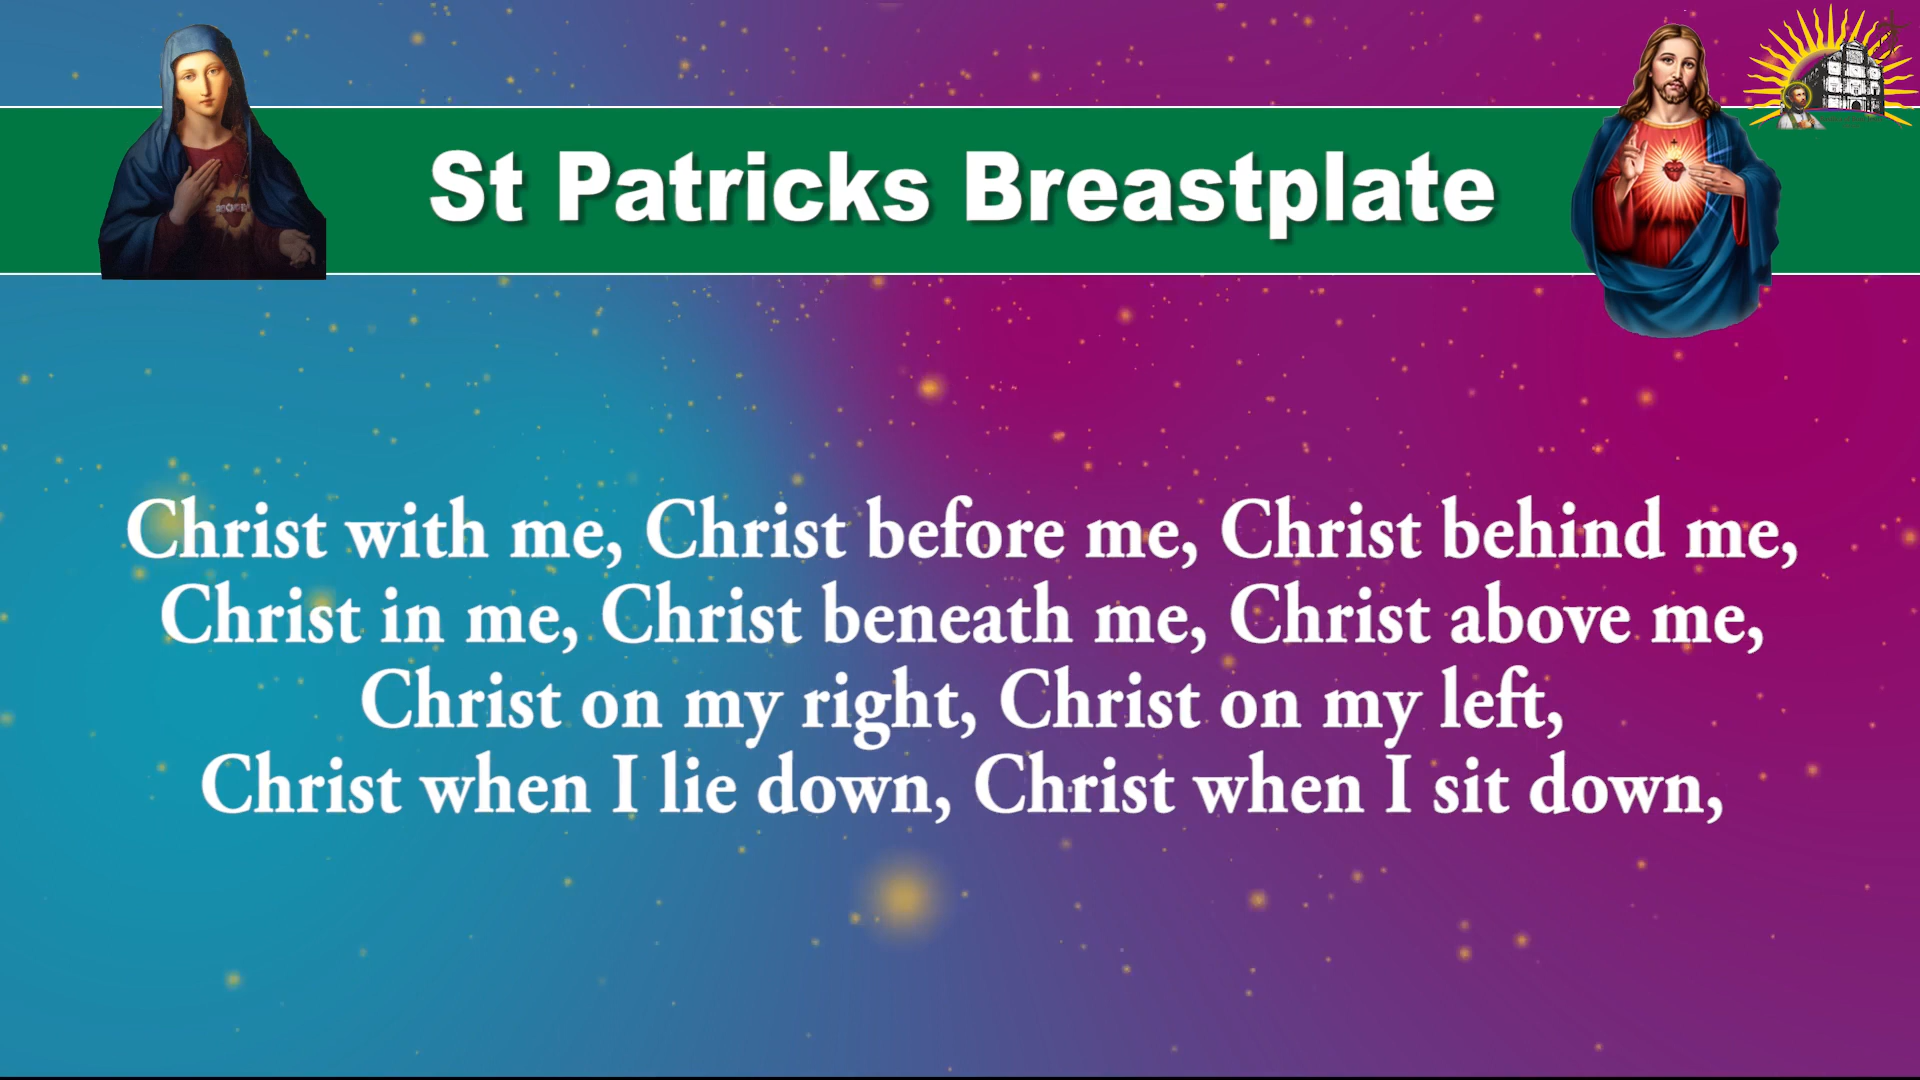 St Patricks Breastplate
Christ with me, Christ before me, Christ behind me,
Christ in me, Christ beneath me, Christ above me,
Christ on my right, Christ on my left,
Christ when I lie down, Christ when I sit down,